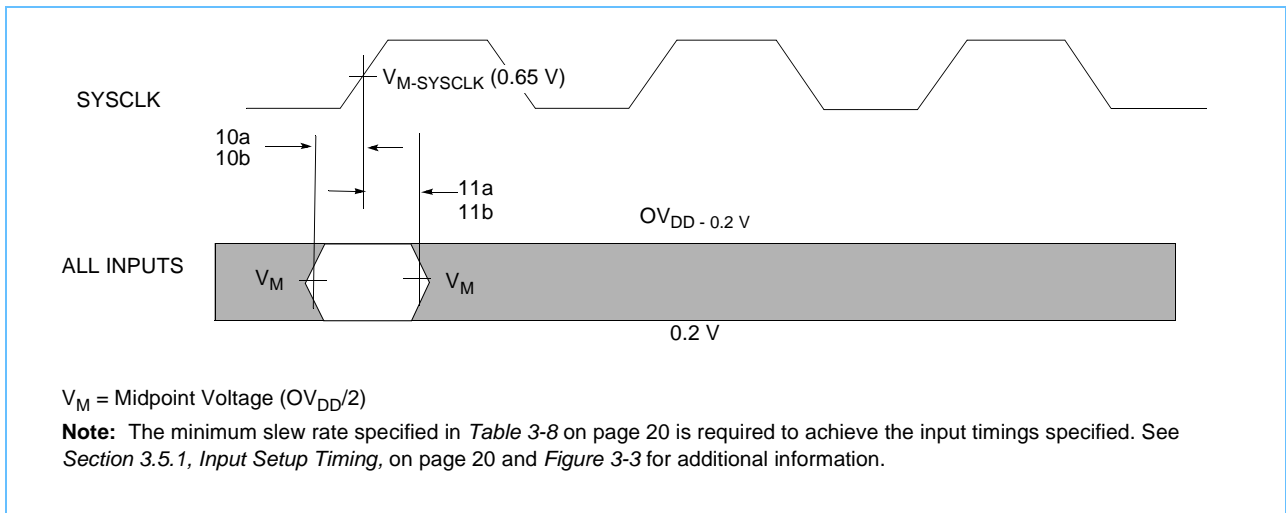 V_M-SYSCLK (0.65 V)
SYSCLK
10a
10b
11a
11b
OV_DD - 0.2 V
ALL INPUTS
V_M
V_M
0.2 V
V_M = Midpoint Voltage (OV_DD/2)
Note: The minimum slew rate specified in Table 3-8 on page 20 is required to achieve the input timings specified. See
Section 3.5.1, Input Setup Timing, on page 20 and Figure 3-3 for additional information.